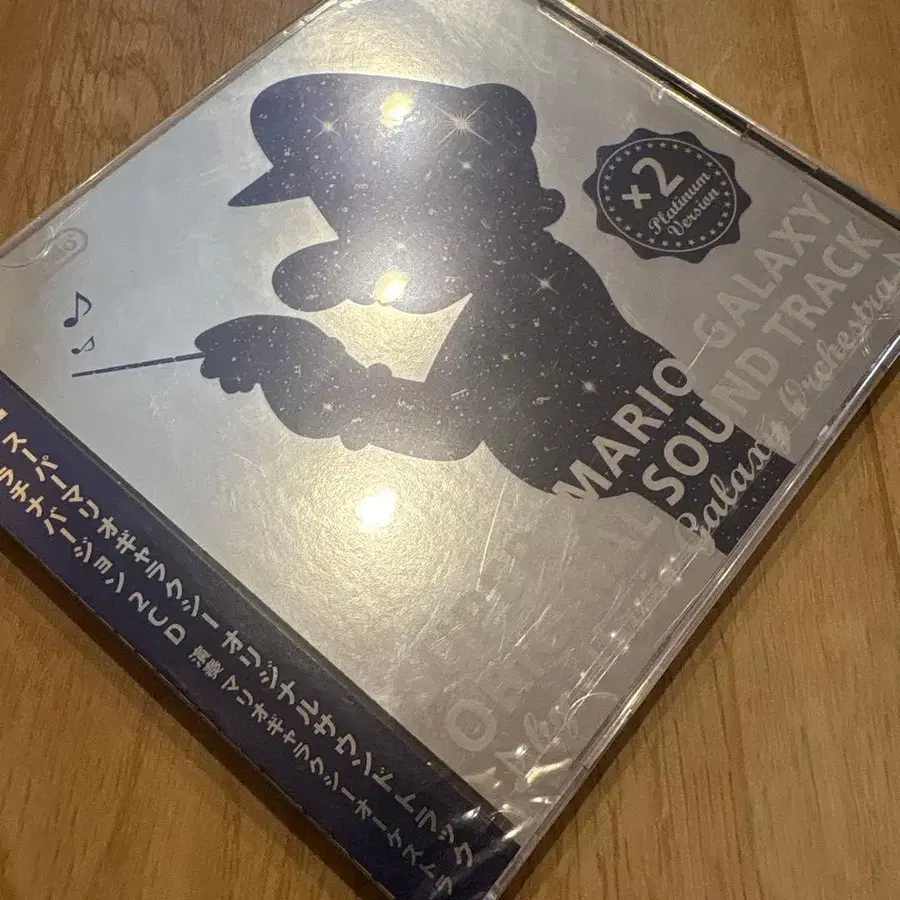 ×2
Platinum
Version
MARIO GALAXY
SOUND TRACK
Galaxy Orchestra
スーパーマリオギャラクシー オリジナルサウンドトラック
プラチナバージョン 2CD 演奏 マリオギャラクシーオーケストラ